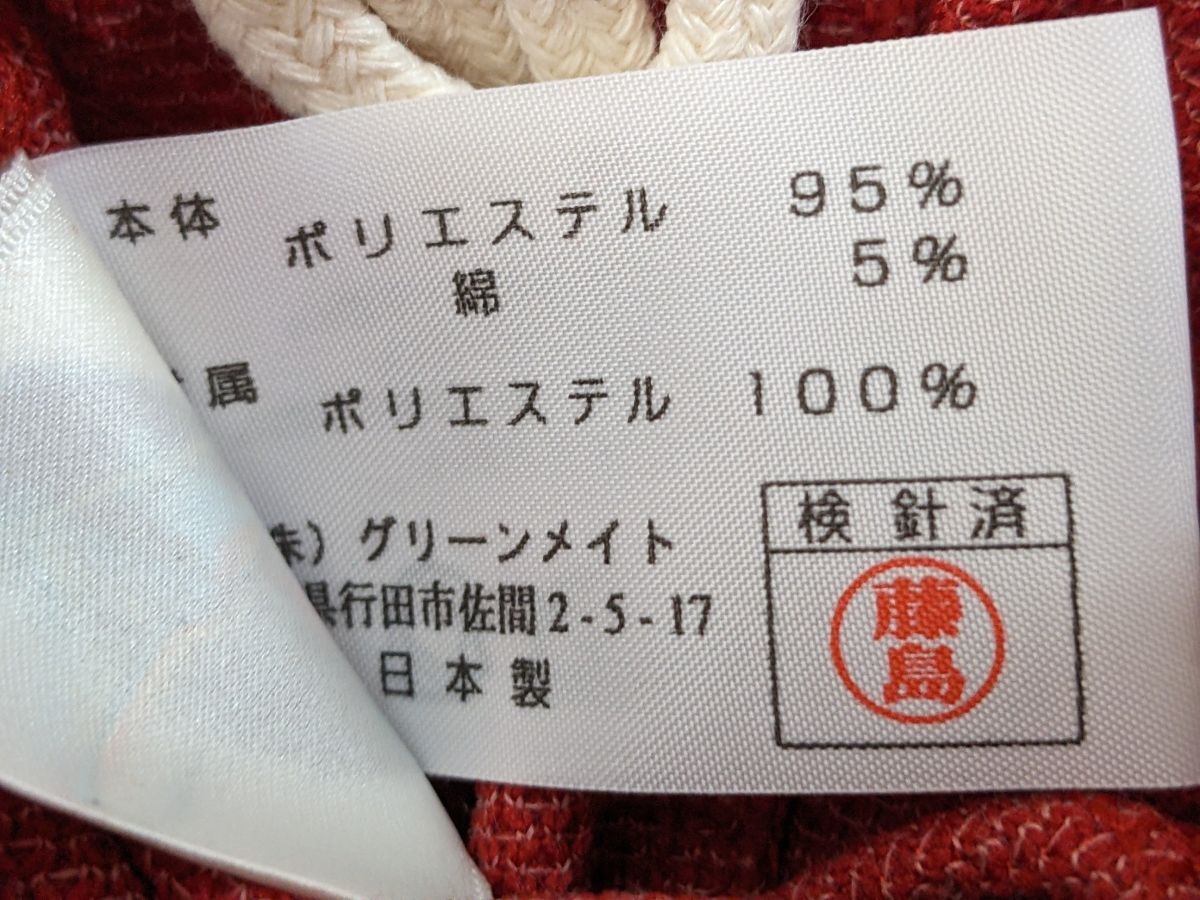 本体 ポリエステル 95%
綿 5%
属 ポリエステル 100%
株）グリーンメイト
県行田市佐間2-5-17
日本製
検針済
藤島